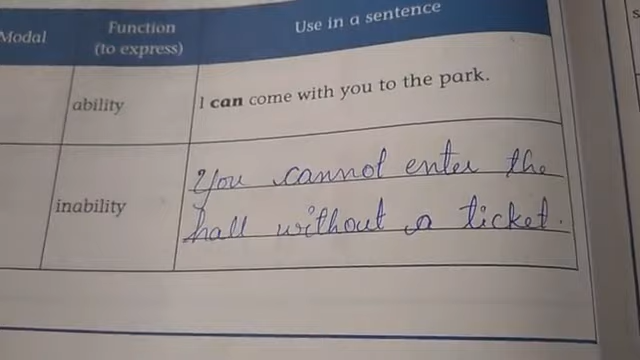 Modal Function (to express) Use in a sentence
ability I can come with you to the park.
inability You cannot enter the
hall without a ticket.